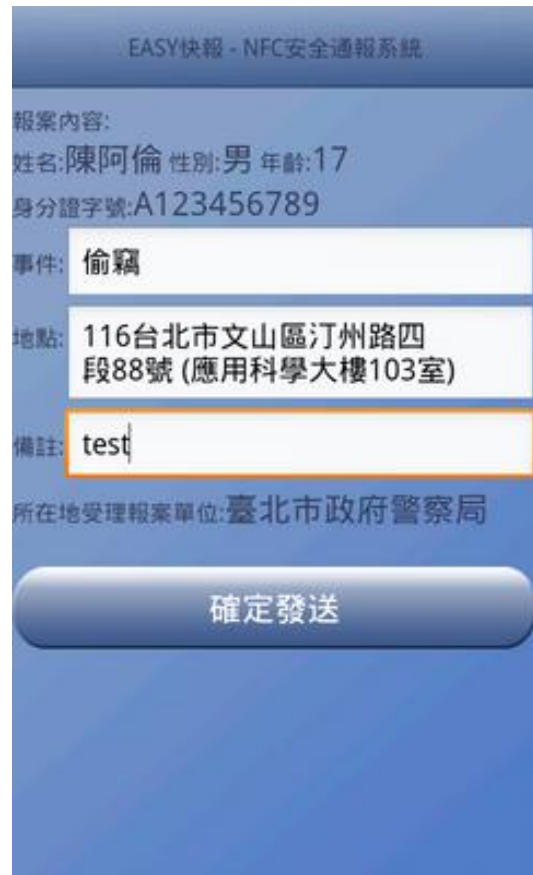 EASY快報 - NFC安全通報系統
報案內容:
姓名:陳阿倫 性別:男 年齡:17
身分證字號:A123456789
事件: 偷竊
地點: 116台北市文山區汀州路四
段88號 (應用科學大樓103室)
備註: test
所在地受理報案單位:臺北市政府警察局
確定發送